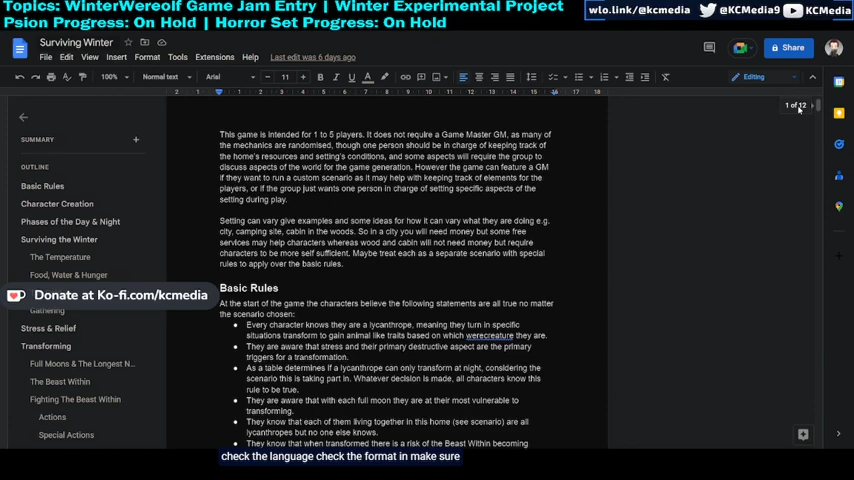 Topics: WinterWereolf Game Jam Entry | Winter Experimental Project
Psion Progress: On Hold | Horror Set Progress: On Hold
wlo.link/@kcmedia @KCMedia9 KCMedia
Surviving Winter
File Edit View Insert Format Tools Extensions Help Last edit was 6 days ago
Share
100% Normal text Arial 11 Editing
2 1 1 2 3 4 5 6 7 8 9 10 11 12 13 14 15 16 17 18
1 of 12
SUMMARY
OUTLINE
Basic Rules
Character Creation
Phases of the Day & Night
Surviving the Winter
The Temperature
Food, Water & Hunger
Donate at Ko-fi.com/kcmedia
Gathering
Stress & Relief
Transforming
Full Moons & The Longest N...
The Beast Within
Fighting The Beast Within
Actions
Special Actions
This game is intended for 1 to 5 players. It does not require a Game Master GM, as many of
the mechanics are randomised, though one person should be in charge of keeping track of
the home's resources and setting's conditions, and some aspects will require the group to
discuss aspects of the world for the game generation. However the game can feature a GM
if they want to run a custom scenario as it may help with keeping track of elements for the
players, or if the group just wants one person in charge of setting specific aspects of the
setting during play.
Setting can vary give examples and some ideas for how it can vary what they are doing e.g.
city, camping site, cabin in the woods. So in a city you will need money but some free
services may help characters whereas wood and cabin will not need money but require
characters to be more self sufficient. Maybe treat each as a separate scenario with special
rules to apply over the basic rules.
Basic Rules
At the start of the game the characters believe the following statements are all true no matter
the scenario chosen:
● Every character knows they are a lycanthrope, meaning they turn in specific
situations transform to gain animal like traits based on which werecreature they are.
● They are aware that stress and their primary destructive aspect are the primary
triggers for a transformation.
● As a table determines if a lycanthrope can only transform at night, considering the
scenario this is taking part in. Whatever decision is made, all characters know this
rule to be true.
● They are aware that with each full moon they are at their most vulnerable to
transforming.
● They know that each of them living together in this home (see scenario) are all
lycanthropes but no one else knows.
● They know that when transformed there is a risk of the Beast Within becoming
check the language check the format in make sure